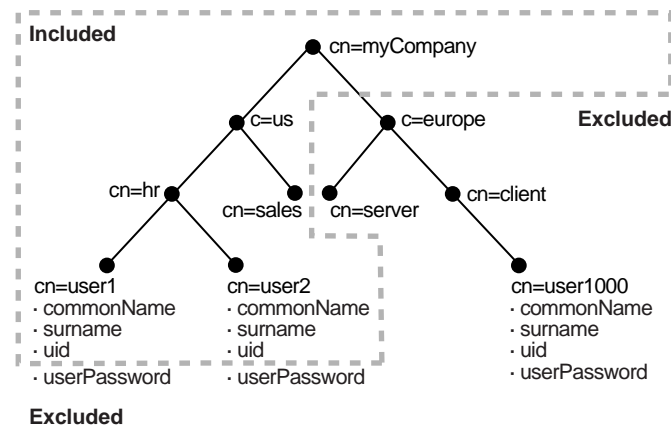 Included
cn=myCompany
c=us
c=europe
Excluded
cn=hr
cn=sales
cn=server
cn=client
cn=user1
· commonName
· surname
· uid
· userPassword
cn=user2
· commonName
· surname
· uid
· userPassword
cn=user1000
· commonName
· surname
· uid
· userPassword
Excluded